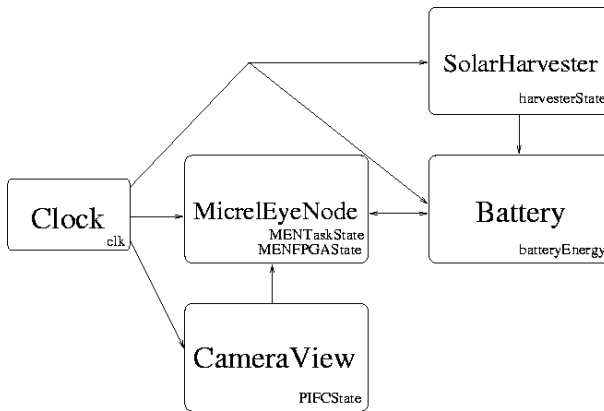 SolarHarvester
harvesterState
Clock
clk
MicrelEyeNode
MENTaskState
MENFPGAState
Battery
batteryEnergy
CameraView
PIFCState